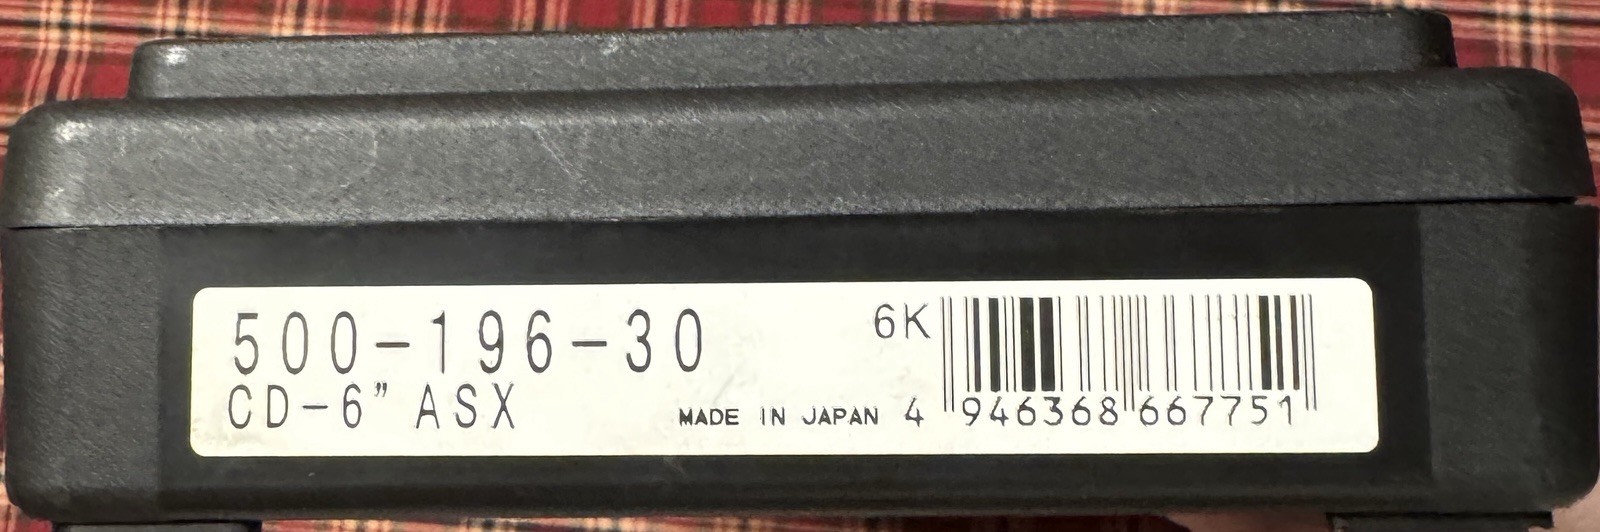 500-196-30 6K
CD-6" ASX MADE IN JAPAN 4 946368 667751